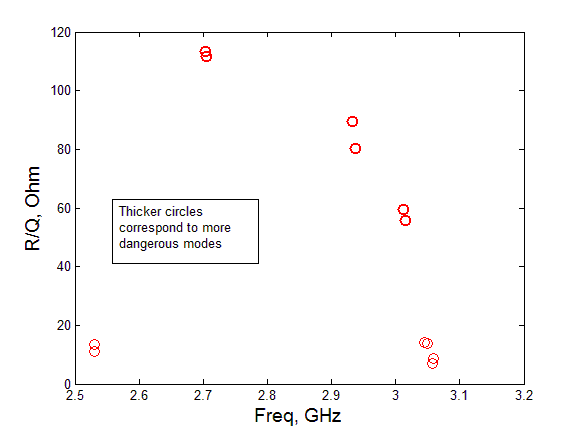 120
100
80
60
40
20
0
R/Q, Ohm
Thicker circles
correspond to more
dangerous modes
2.5 2.6 2.7 2.8 2.9 3 3.1 3.2
Freq, GHz